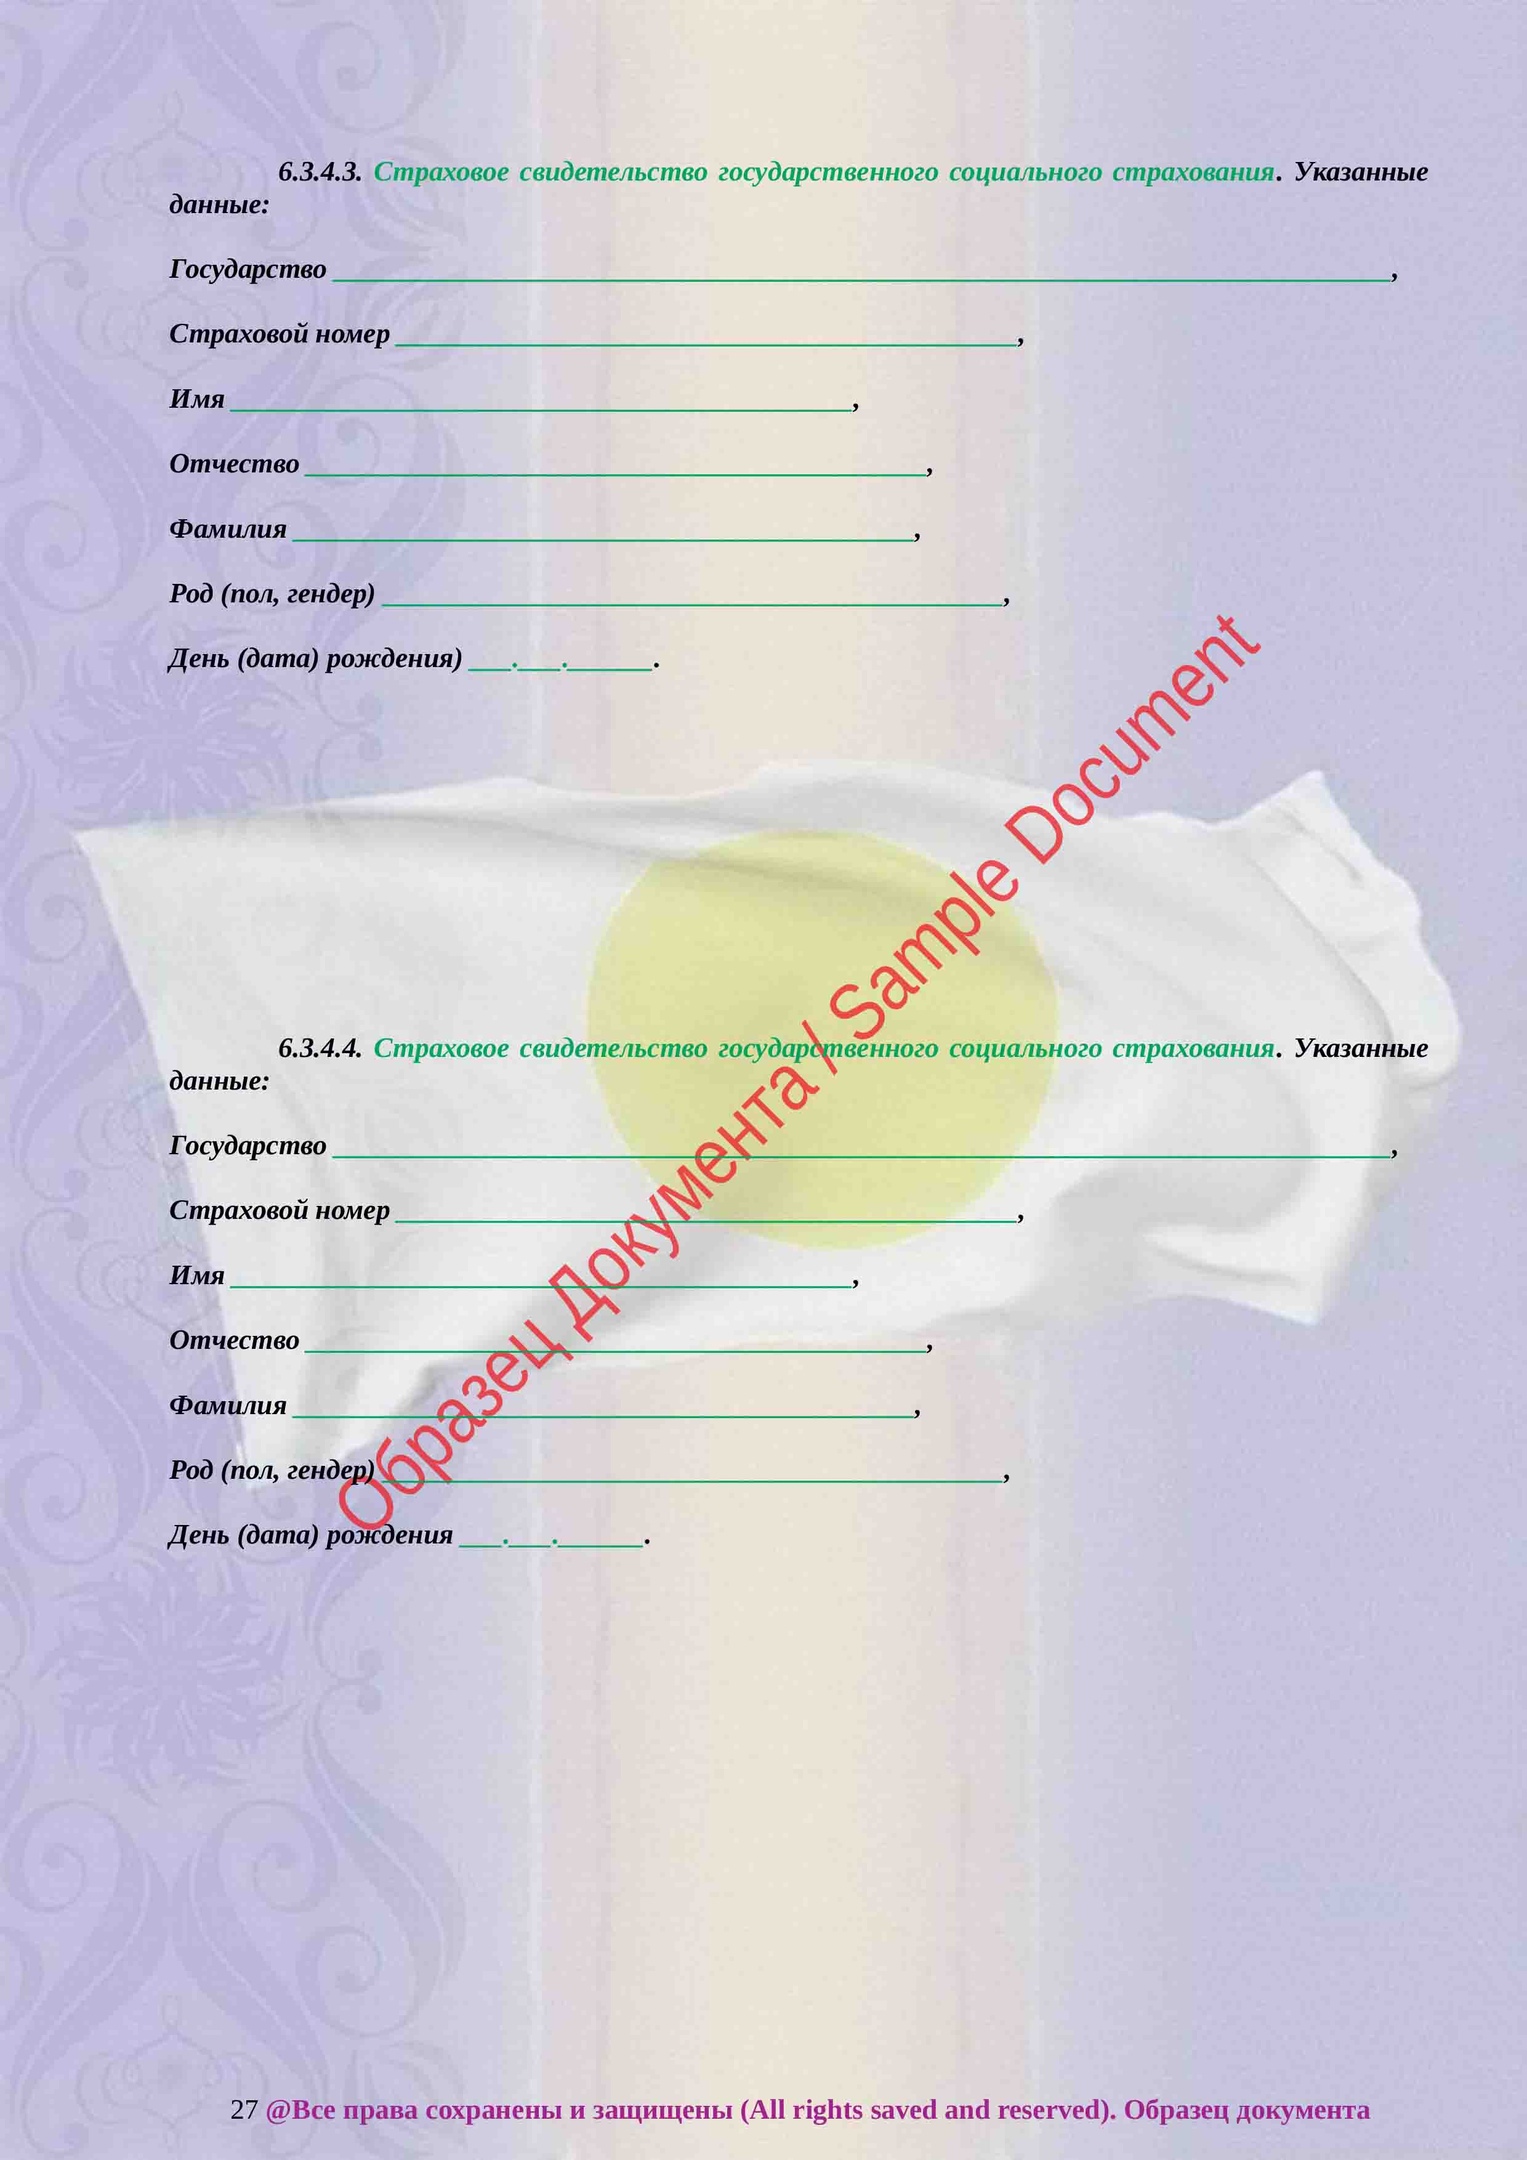 6.3.4.3. Страховое свидетельство государственного социального страхования. Указанные
данные:
Государство ____________________________________________________________________________,
Страховой номер ____________________________________________,
Имя ____________________________________________,
Отчество ____________________________________________,
Фамилия ____________________________________________,
Род (пол, гендер) ____________________________________________,
День (дата) рождения) ___.___.______.
6.3.4.4. Страховое свидетельство государственного социального страхования. Указанные
данные:
Государство ____________________________________________________________________________,
Страховой номер ____________________________________________,
Имя ____________________________________________,
Отчество ____________________________________________,
Фамилия ____________________________________________,
Род (пол, гендер) ____________________________________________,
День (дата) рождения ___.___.______.
Образец Документа / Sample Document
27 @Все права сохранены и защищены (All rights saved and reserved). Образец документа